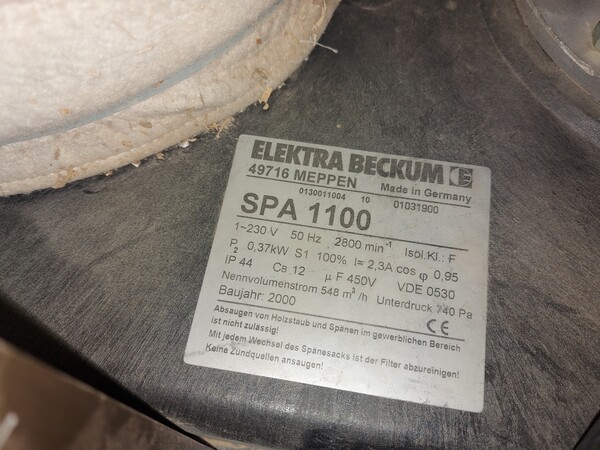 ELEKTRA BECKUM
49716 MEPPEN Made in Germany
0130011004 10 01031900
SPA 1100
1~230 V 50 Hz 2800 min⁻¹ Isol.Kl.: F
P₂ 0,37kW S1 100% I= 2,3A cos φ 0,95
IP 44 CB 12 µF 450V VDE 0530
Nennvolumenstrom 548 m³/h Unterdruck 740 Pa
Baujahr: 2000 CE
Absaugen von Holzstaub und Spänen im gewerblichen Bereich
ist nicht zulässig!
Mit jedem Wechsel des Spänesacks ist der Filter abzureinigen!
Keine Zündquellen ansaugen!